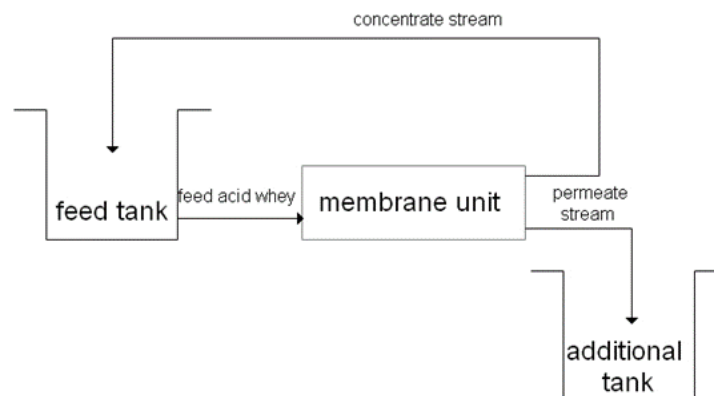 concentrate stream
feed tank
feed acid whey
membrane unit
permeate
stream
additional
tank